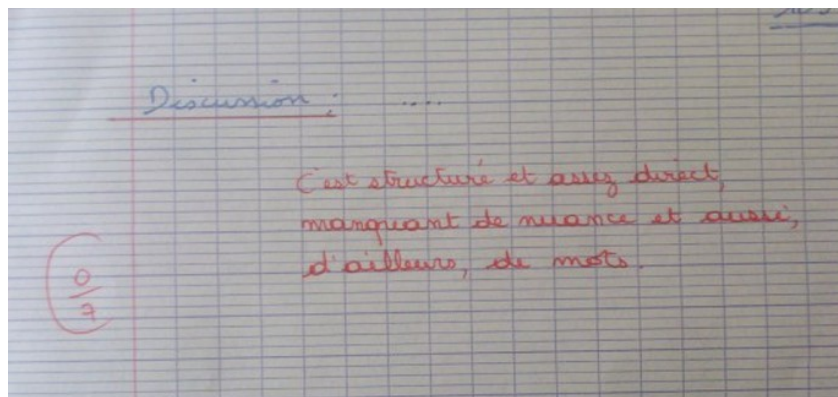 Discussion : ....
C'est structuré et assez direct,
manquant de nuance et aussi,
d'ailleurs, de mots.
0
7